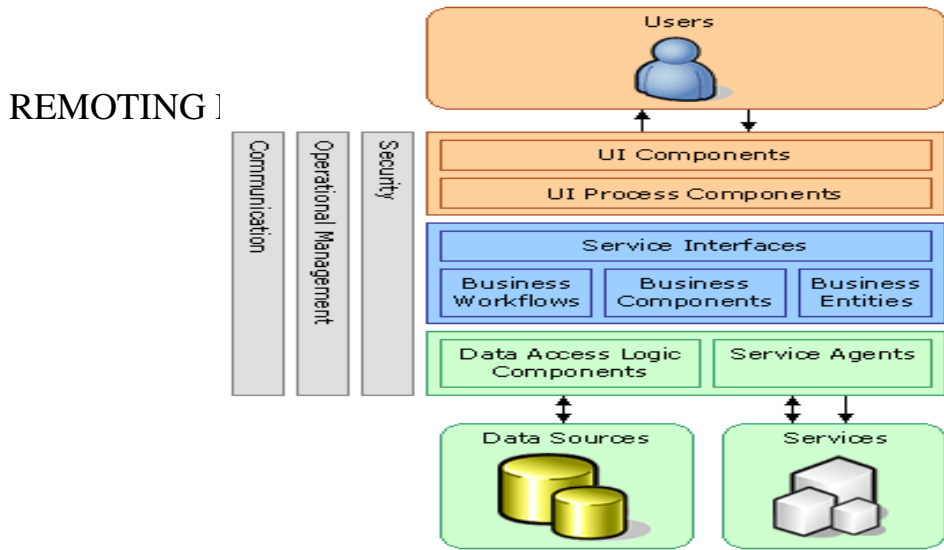 Users
REMOTING
Communication
Operational Management
Security
UI Components
UI Process Components
Service Interfaces
Business
Workflows
Business
Components
Business
Entities
Data Access Logic
Components
Service Agents
Data Sources
Services